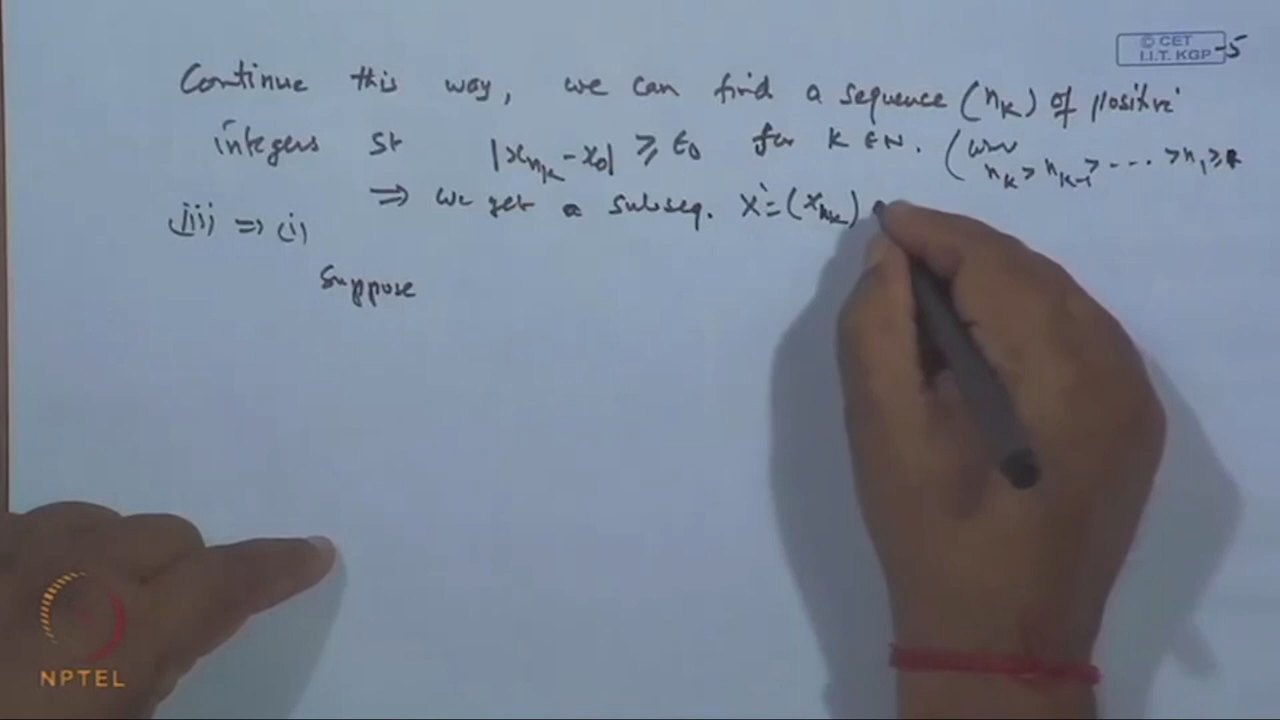 © CET
I.I.T. KGP -5
Continue this way, we can find a sequence (n_k) of positive
integers st |x_{n_k} - x_0| ≥ ε_0 for k ∈ N. (
n_k > n_{k-1} > ---- > n_1 ≥ k
⇒ we get a subseq. X' = (x_{n_k})
(iii) ⇒ (i)
Suppose
NPTEL